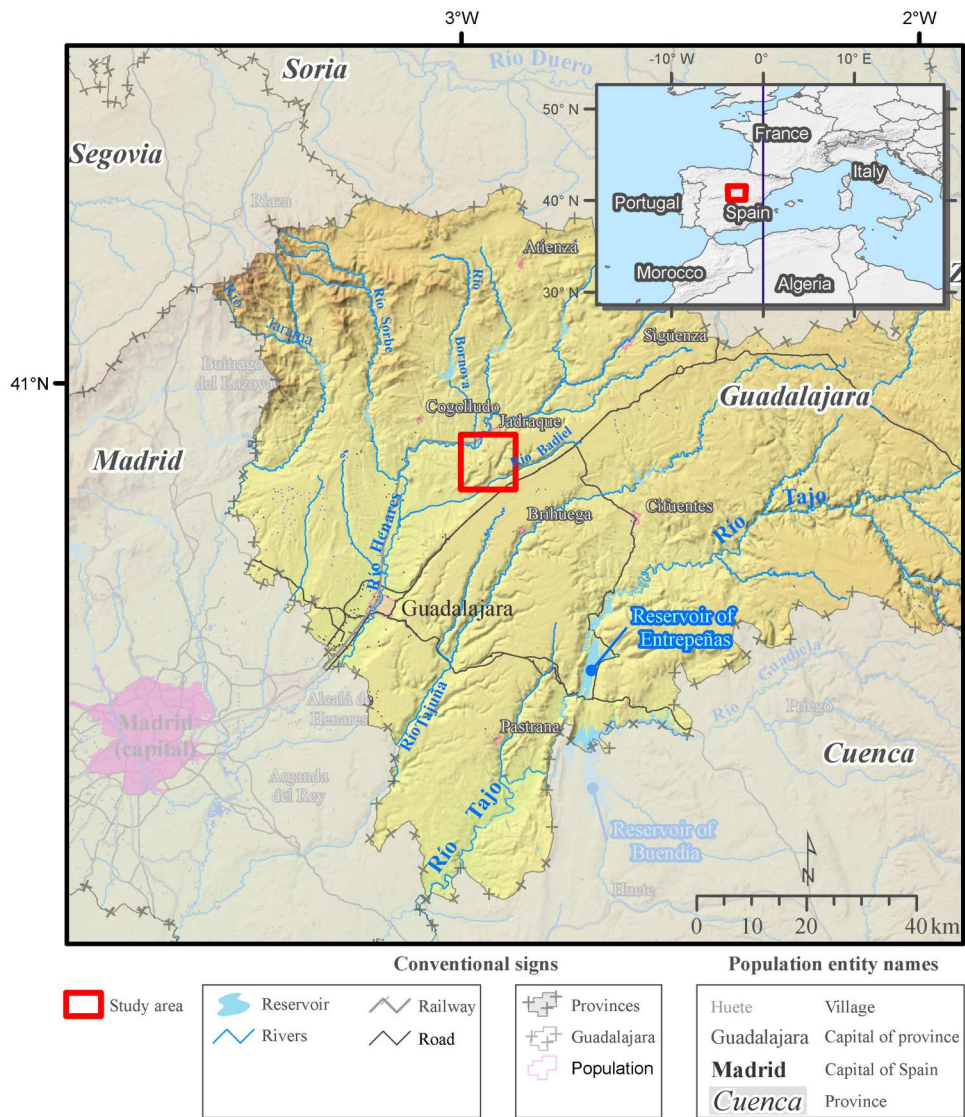 3°W
2°W
41°N
Soria
Río Duero
Segovia
Riaza
Atienza
Río
Jarama
Río Sorbe
Río
Bornova
Buitrago
del Lozoya
Sigüenza
Cogolludo
Jadraque
Guadalajara
Madrid
Río Badiel
Río Henares
Brihuega
Cifuentes
Río Tajo
Guadalajara
Reservoir of
Entrepeñas
Alcalá de
Henares
Río Tajuña
Río Guadiela
Priego
Madrid
(capital)
Pastrana
Cuenca
Arganda
del Rey
Río Tajo
Reservoir of
Buendía
Huete
N
0 10 20 40 km
Z
-10° W
0°
10° E
50° N
40° N
30° N
France
Italy
Portugal
Spain
Morocco
Algeria
Conventional signs
Population entity names
Study area
Reservoir
Rivers
Railway
Road
Provinces
Guadalajara
Population
Huete Village
Guadalajara Capital of province
Madrid Capital of Spain
Cuenca Province